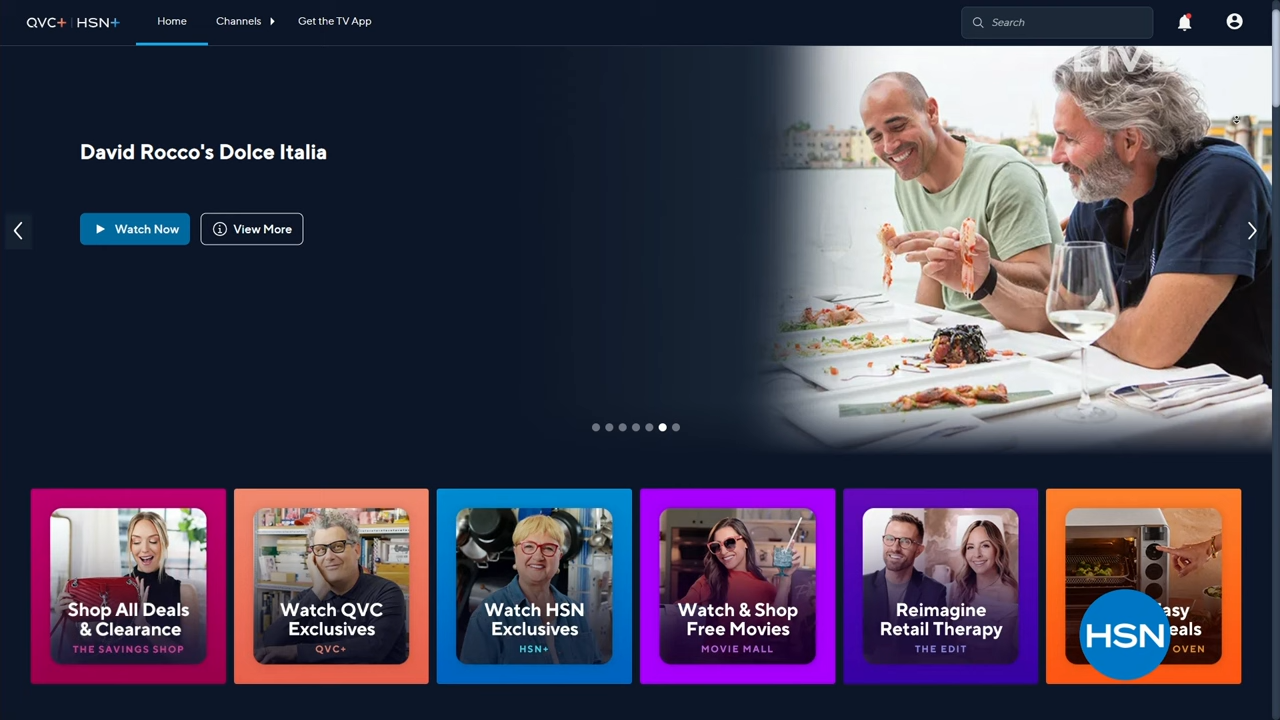 QVC+ | HSN+
Home
Channels
Get the TV App
Search
LIVE
David Rocco's Dolce Italia
Watch Now
View More
Shop All Deals
& Clearance
THE SAVINGS SHOP
Watch QVC
Exclusives
QVC+
Watch HSN
Exclusives
HSN+
Watch & Shop
Free Movies
MOVIE MALL
Reimagine
Retail Therapy
THE EDIT
OVEN
HSN